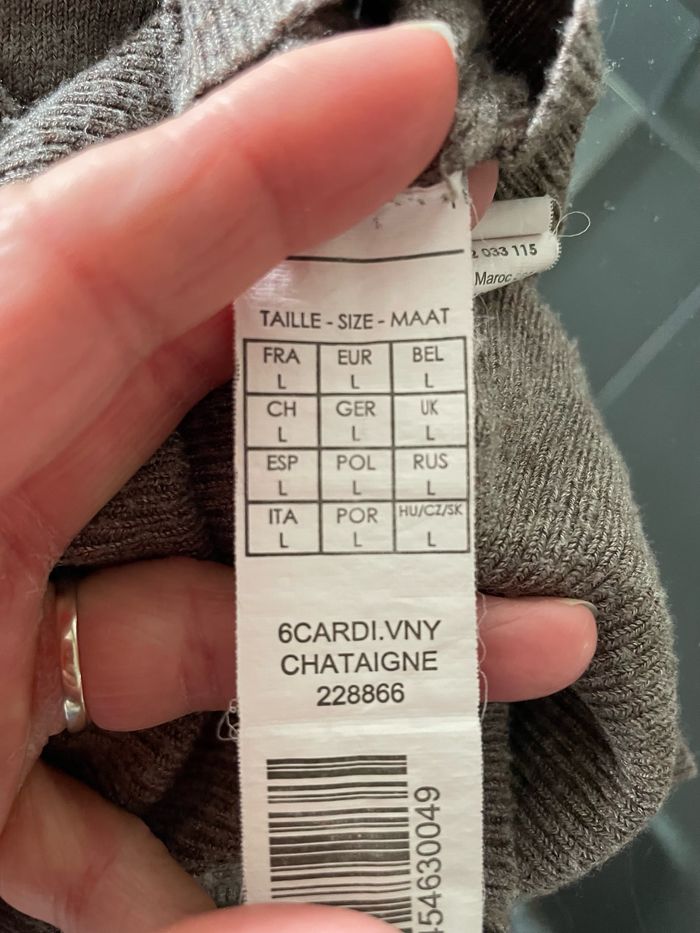 033 115
Maroc
TAILLE - SIZE - MAAT
FRA EUR BEL
L L L
CH GER UK
L L L
ESP POL RUS
L L L
ITA POR HU/CZ/SK
L L L
6CARDI.VNY
CHATAIGNE
228866
454630049